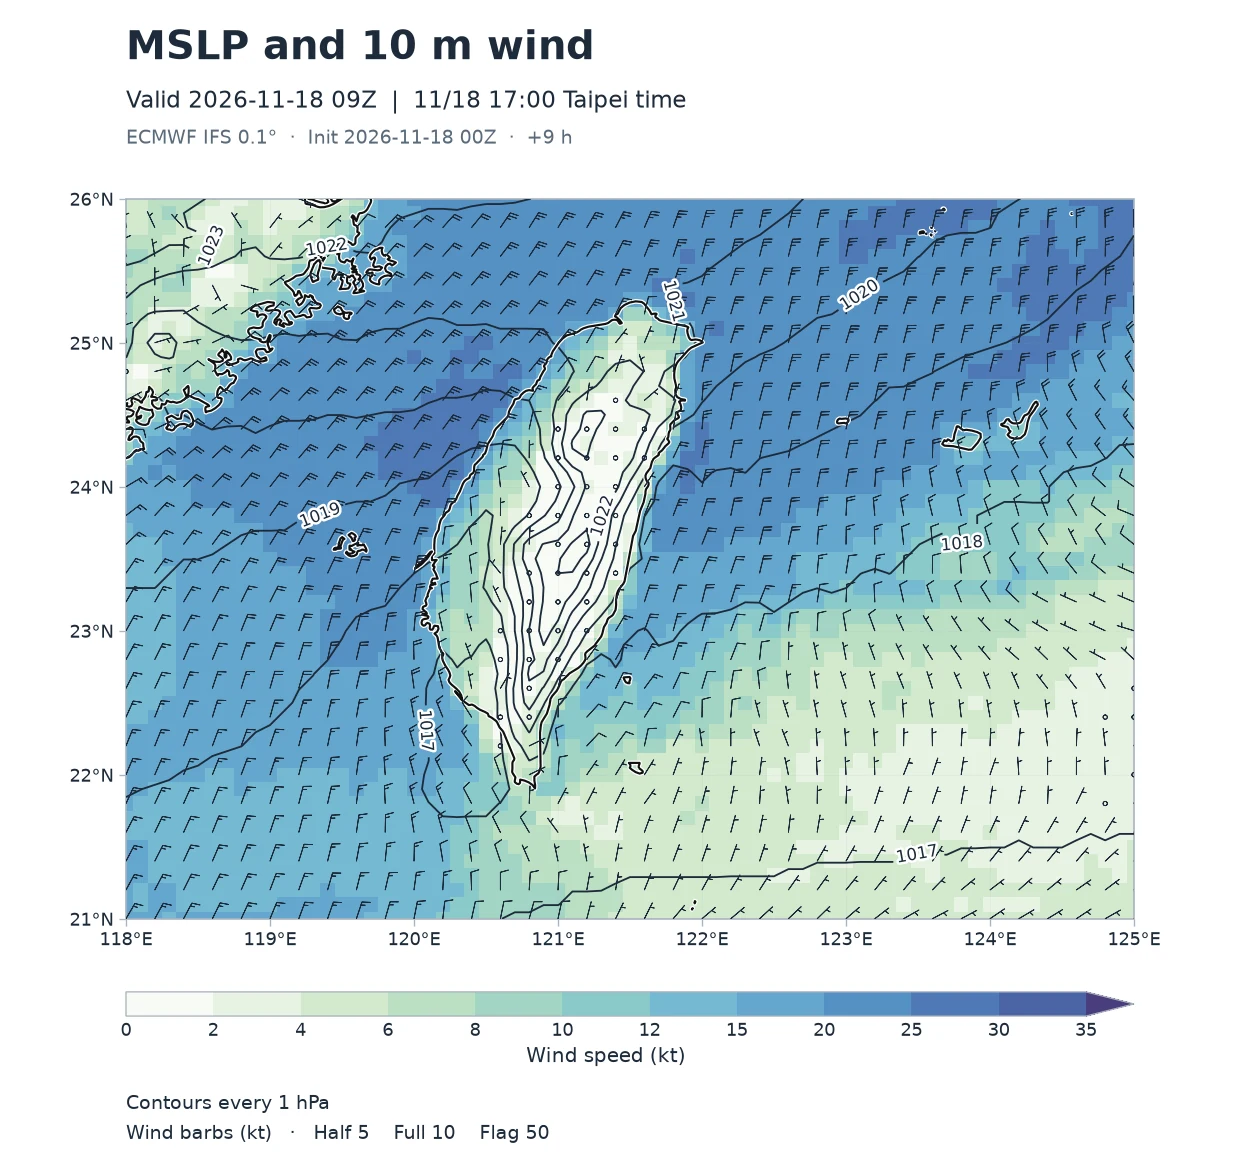 MSLP and 10 m wind
Valid 2026-11-18 09Z | 11/18 17:00 Taipei time
ECMWF IFS 0.1° · Init 2026-11-18 00Z · +9 h
26°N
25°N
24°N
23°N
22°N
21°N
1023
1022
1021
1020
1019
1022
1018
1017
1017
118°E 119°E 120°E 121°E 122°E 123°E 124°E 125°E
0 2 4 6 8 10 12 15 20 25 30 35
Wind speed (kt)
Contours every 1 hPa
Wind barbs (kt) · Half 5 Full 10 Flag 50